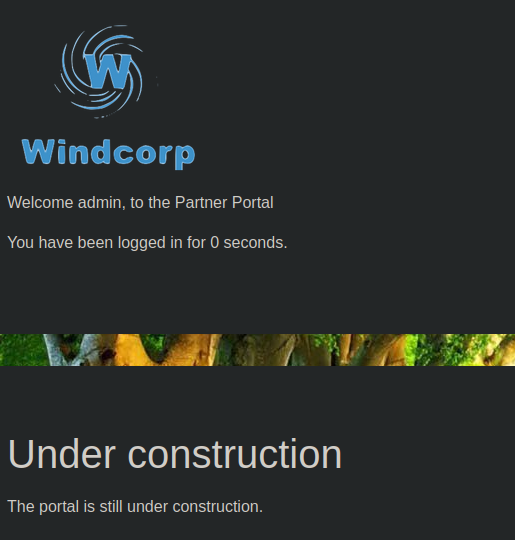 W
Windcorp
Welcome admin, to the Partner Portal
You have been logged in for 0 seconds.
Under construction
The portal is still under construction.